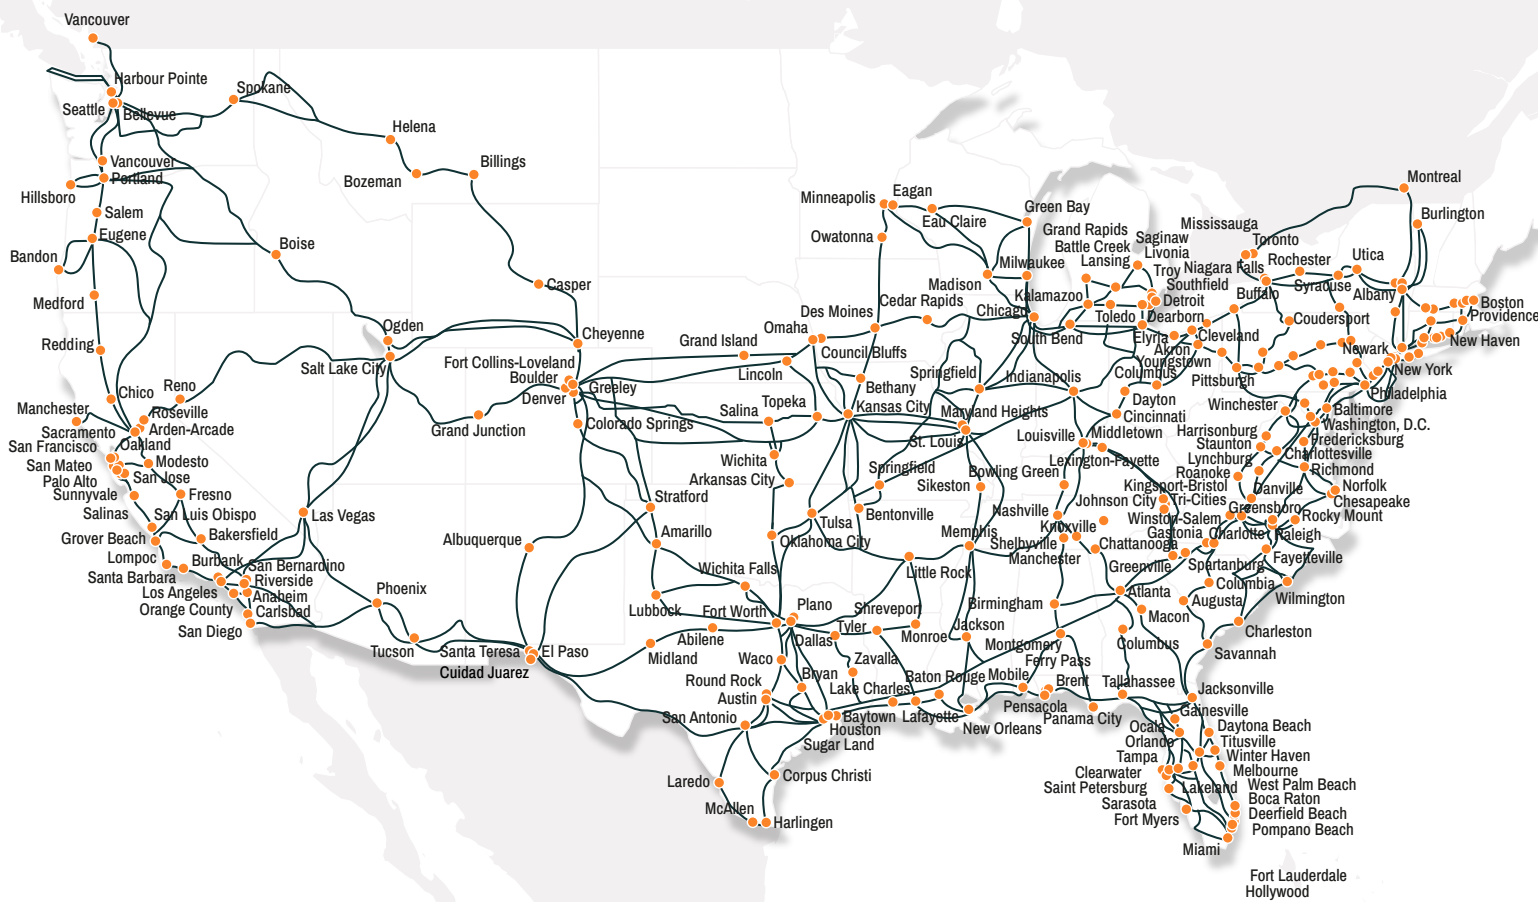 Vancouver
Harbour Pointe
Seattle
Bellevue
Spokane
Helena
Bozeman
Billings
Vancouver
Portland
Hillsboro
Salem
Eugene
Bandon
Boise
Medford
Casper
Redding
Ogden
Salt Lake City
Cheyenne
Fort Collins-Loveland
Boulder
Greeley
Denver
Grand Junction
Colorado Springs
Chico
Reno
Manchester
Roseville
Sacramento
Arden-Arcade
San Francisco
Oakland
San Mateo
Modesto
Palo Alto
San Jose
Sunnyvale
Fresno
Salinas
San Luis Obispo
Las Vegas
Grover Beach
Bakersfield
Lompoc
Burbank
San Bernardino
Santa Barbara
Riverside
Los Angeles
Anaheim
Orange County
Carlsbad
San Diego
Phoenix
Tucson
Albuquerque
Santa Teresa
El Paso
Cuidad Juarez
Minneapolis
Eagan
Eau Claire
Green Bay
Owatonna
Madison
Milwaukee
Cedar Rapids
Des Moines
Chicago
Omaha
Grand Island
Council Bluffs
Lincoln
Bethany
Springfield
Salina
Topeka
Kansas City
Maryland Heights
St. Louis
Wichita
Arkansas City
Springfield
Sikeston
Stratford
Bentonville
Tulsa
Amarillo
Oklahoma City
Memphis
Little Rock
Wichita Falls
Lubbock
Fort Worth
Plano
Dallas
Tyler
Shreveport
Monroe
Abilene
Midland
Waco
Zavalla
Round Rock
Bryan
Austin
Lake Charles
Baton Rouge
San Antonio
Baytown
Lafayette
Houston
Sugar Land
New Orleans
Laredo
Corpus Christi
McAllen
Harlingen
Grand Rapids
Battle Creek
Lansing
Saginaw
Livonia
Troy
Southfield
Detroit
Kalamazoo
Toledo
Dearborn
South Bend
Elyria
Akron
Cleveland
Youngstown
Columbus
Indianapolis
Dayton
Cincinnati
Louisville
Middletown
Lexington-Fayette
Bowling Green
Nashville
Knoxville
Shelbyville
Manchester
Chattanooga
Johnson City
Kingsport-Bristol
Tri-Cities
Winston-Salem
Gastonia
Charlotte
Greenville
Spartanburg
Columbia
Augusta
Birmingham
Atlanta
Macon
Jackson
Montgomery
Columbus
Ferry Pass
Mobile
Brent
Pensacola
Panama City
Tallahassee
Montreal
Burlington
Mississauga
Toronto
Niagara Falls
Rochester
Utica
Syracuse
Buffalo
Albany
Boston
Providence
Coudersport
New Haven
Newark
New York
Pittsburgh
Philadelphia
Winchester
Baltimore
Washington, D.C.
Harrisonburg
Fredericksburg
Staunton
Charlottesville
Lynchburg
Richmond
Roanoke
Norfolk
Danville
Chesapeake
Greensboro
Rocky Mount
Raleigh
Fayetteville
Wilmington
Charleston
Savannah
Jacksonville
Gainesville
Ocala
Daytona Beach
Orlando
Titusville
Tampa
Winter Haven
Clearwater
Melbourne
Saint Petersburg
Lakeland
West Palm Beach
Sarasota
Boca Raton
Fort Myers
Deerfield Beach
Pompano Beach
Miami
Fort Lauderdale
Hollywood